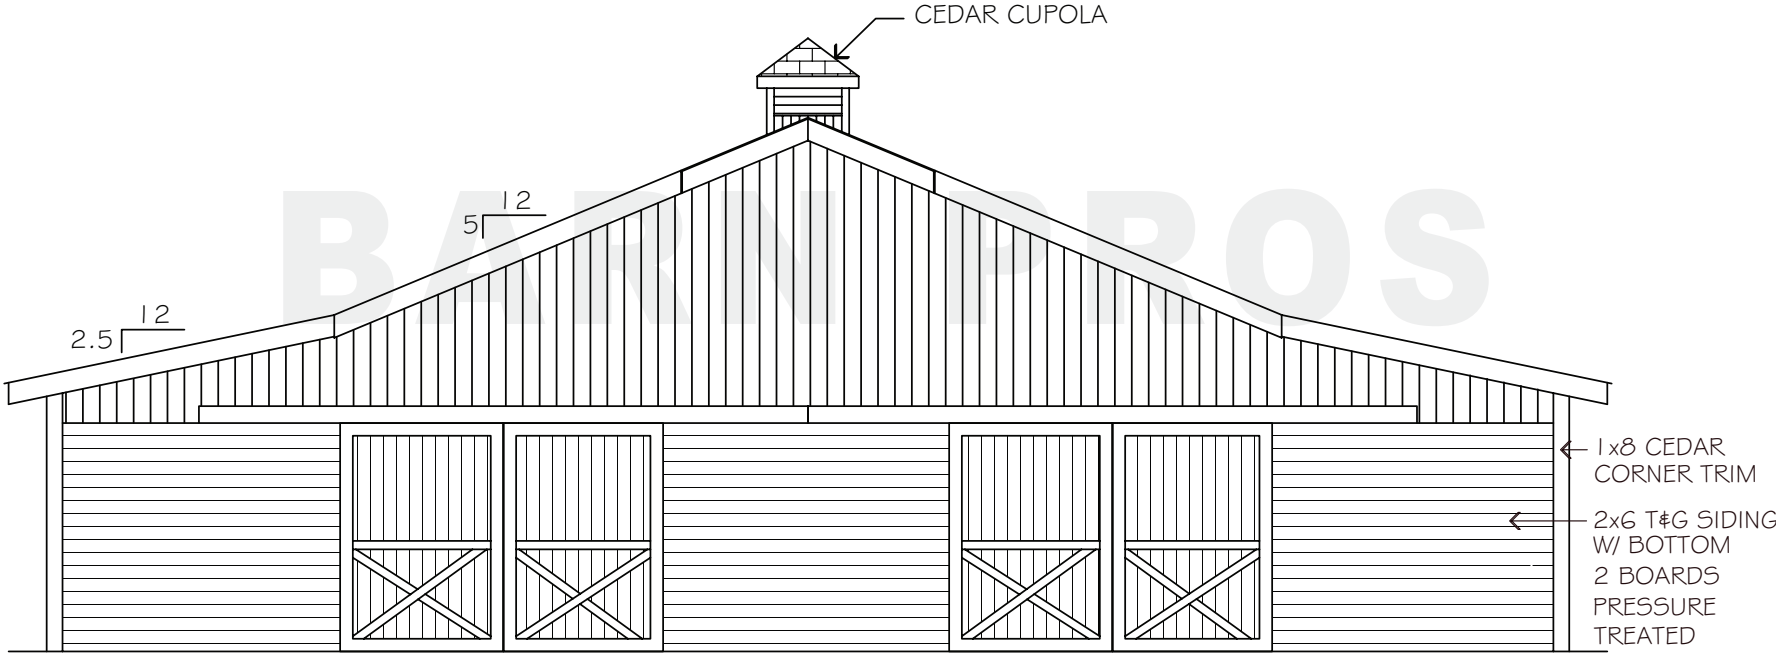 CEDAR CUPOLA
BARN PROS
12
5
12
2.5
1x8 CEDAR
CORNER TRIM
2x6 T&G SIDING
W/ BOTTOM
2 BOARDS
PRESSURE
TREATED